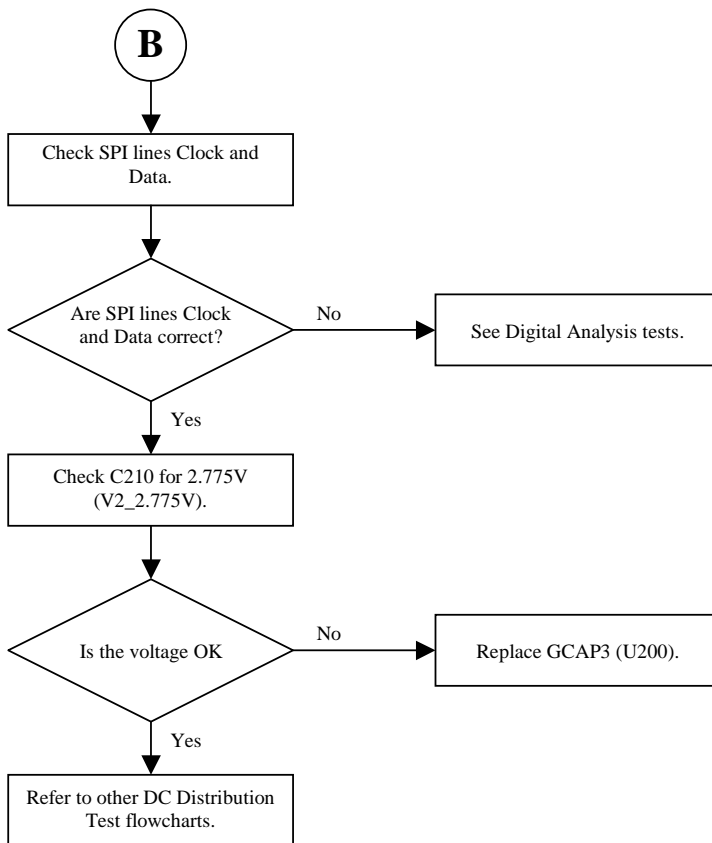 B
Check SPI lines Clock and
Data.
Are SPI lines Clock
and Data correct?
No
See Digital Analysis tests.
Yes
Check C210 for 2.775V
(V2_2.775V).
Is the voltage OK
No
Replace GCAP3 (U200).
Yes
Refer to other DC Distribution
Test flowcharts.